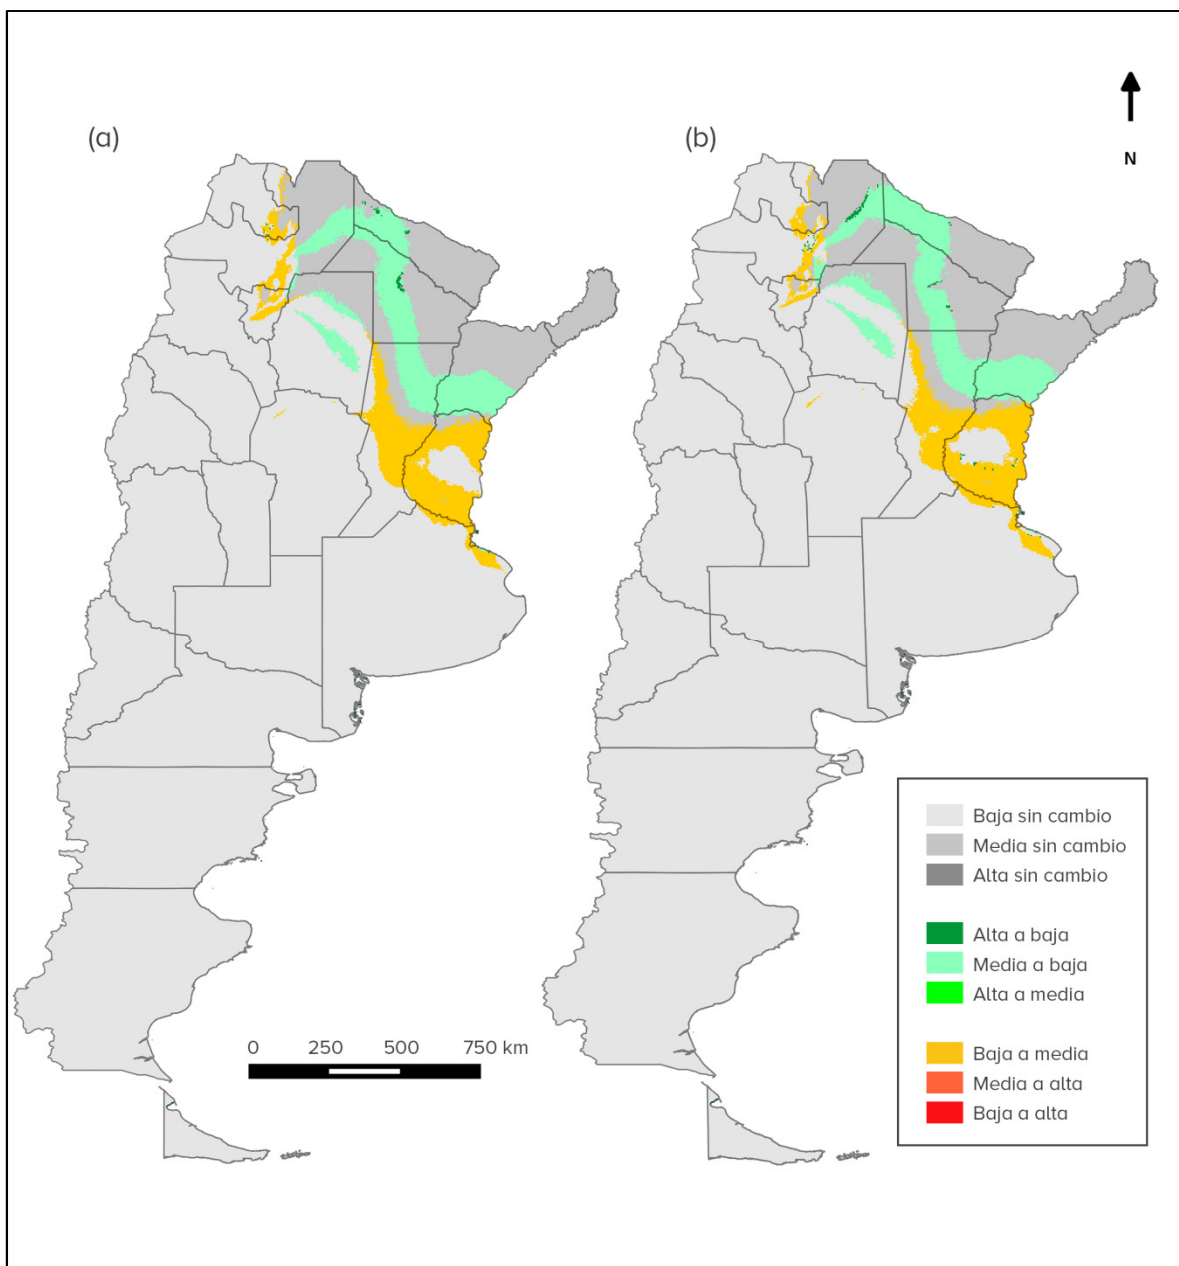 (a)
(b)
N
0 250 500 750 km
Baja sin cambio
Media sin cambio
Alta sin cambio
Alta a baja
Media a baja
Alta a media
Baja a media
Media a alta
Baja a alta